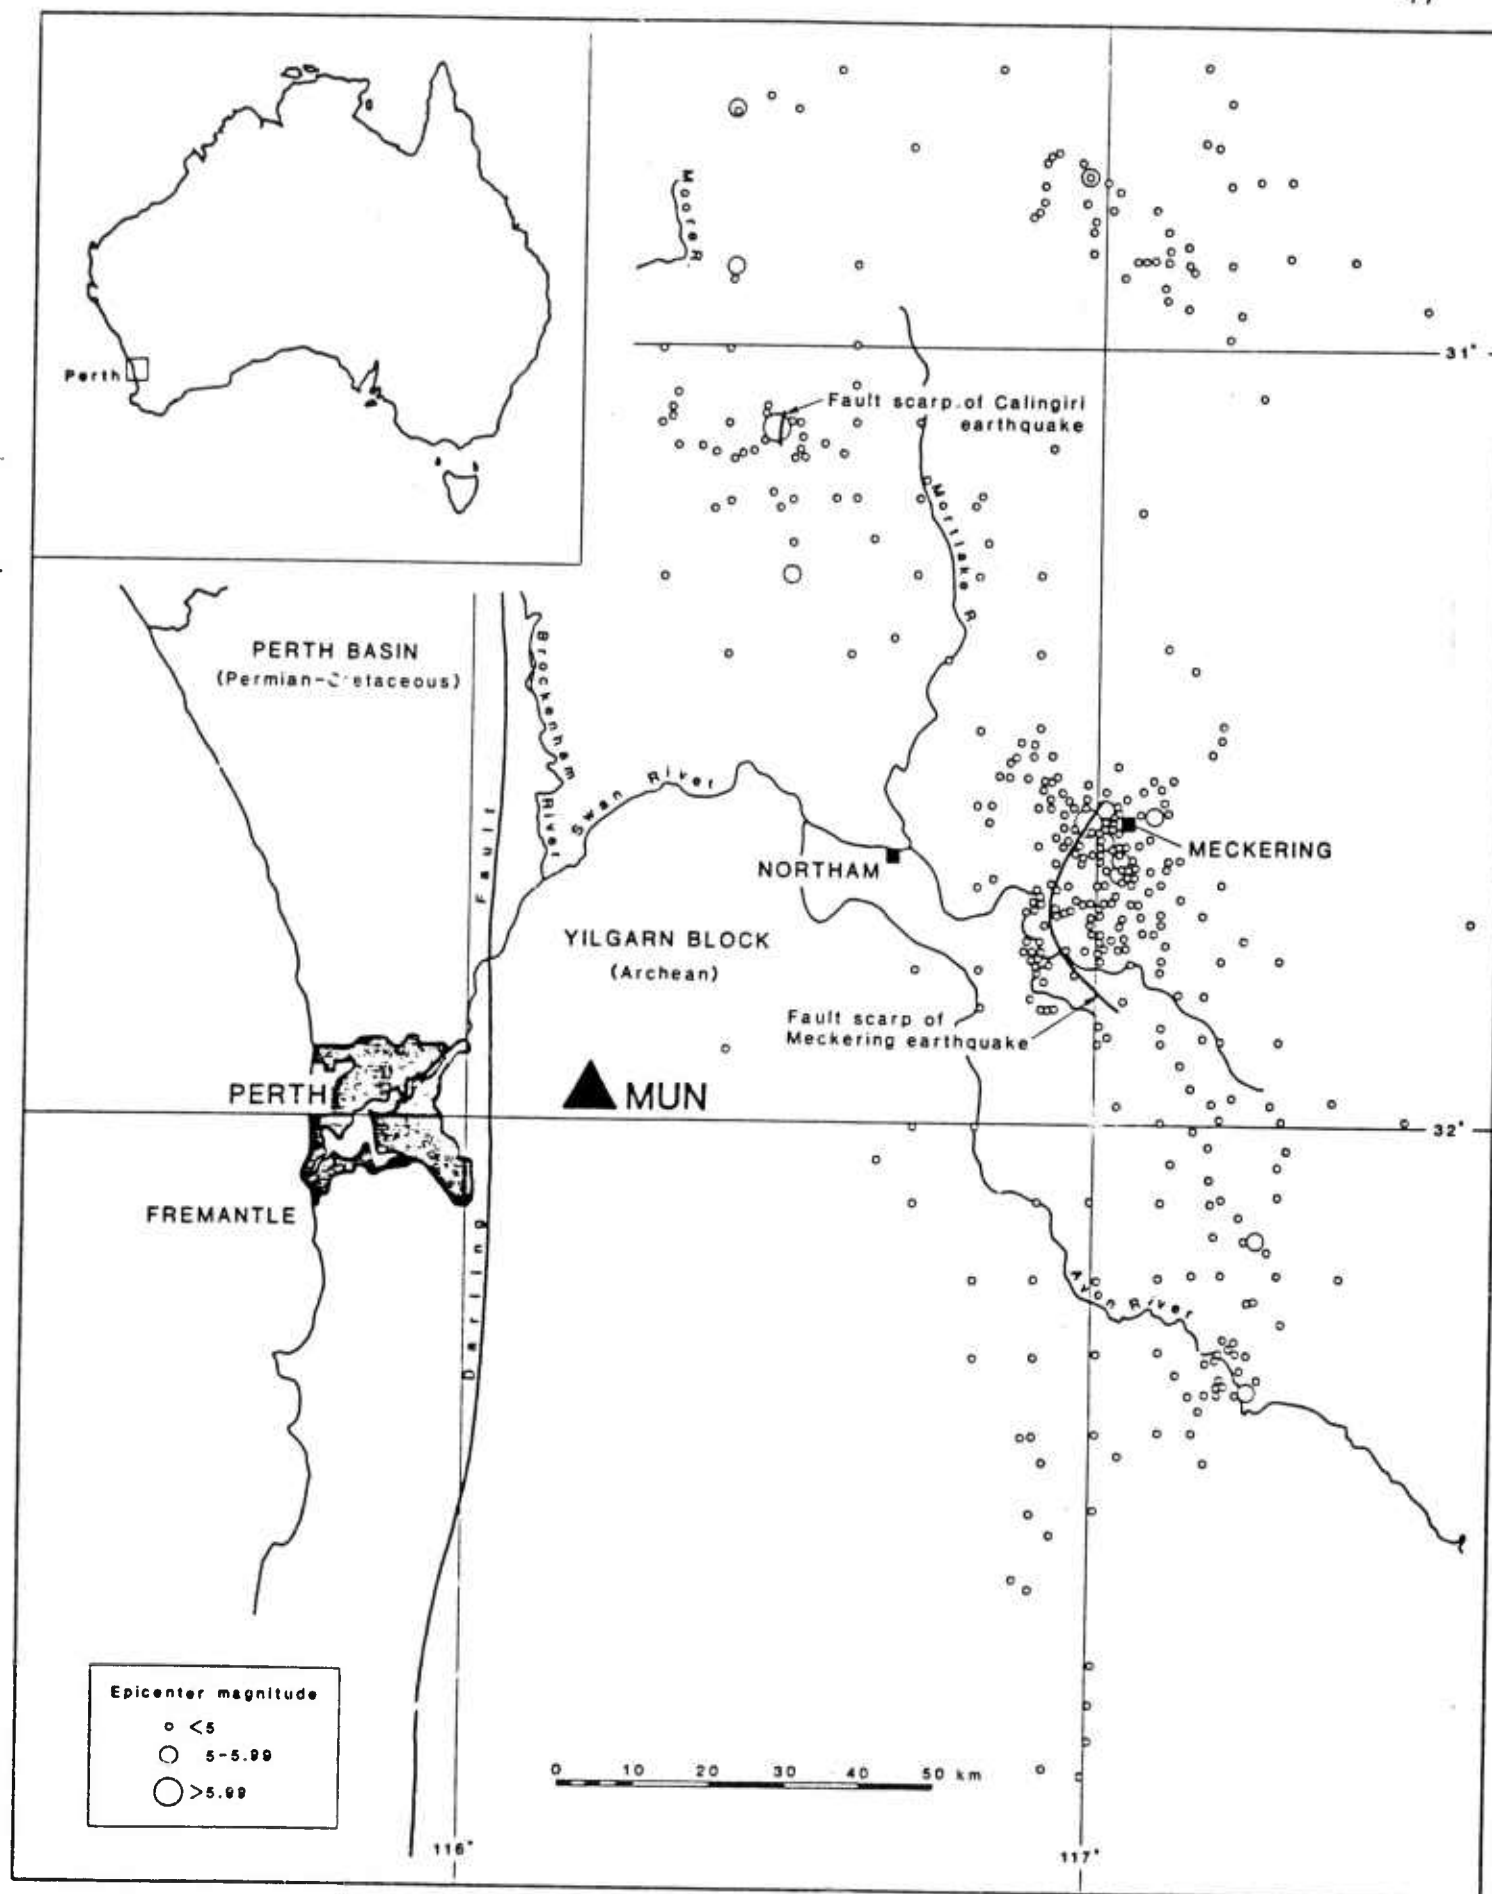 Perth
Moore R.
31°
Fault scarp of Calingiri
earthquake
Mortlake R.
PERTH BASIN
(Permian-Cretaceous)
Brockenham
River
Swan River
Fault
NORTHAM
MECKERING
YILGARN BLOCK
(Archean)
Fault scarp of
Meckering earthquake
PERTH
MUN
32°
FREMANTLE
Darling
Avon River
Epicenter magnitude
<5
5-5.99
>5.99
0 10 20 30 40 50 km
116°
117°